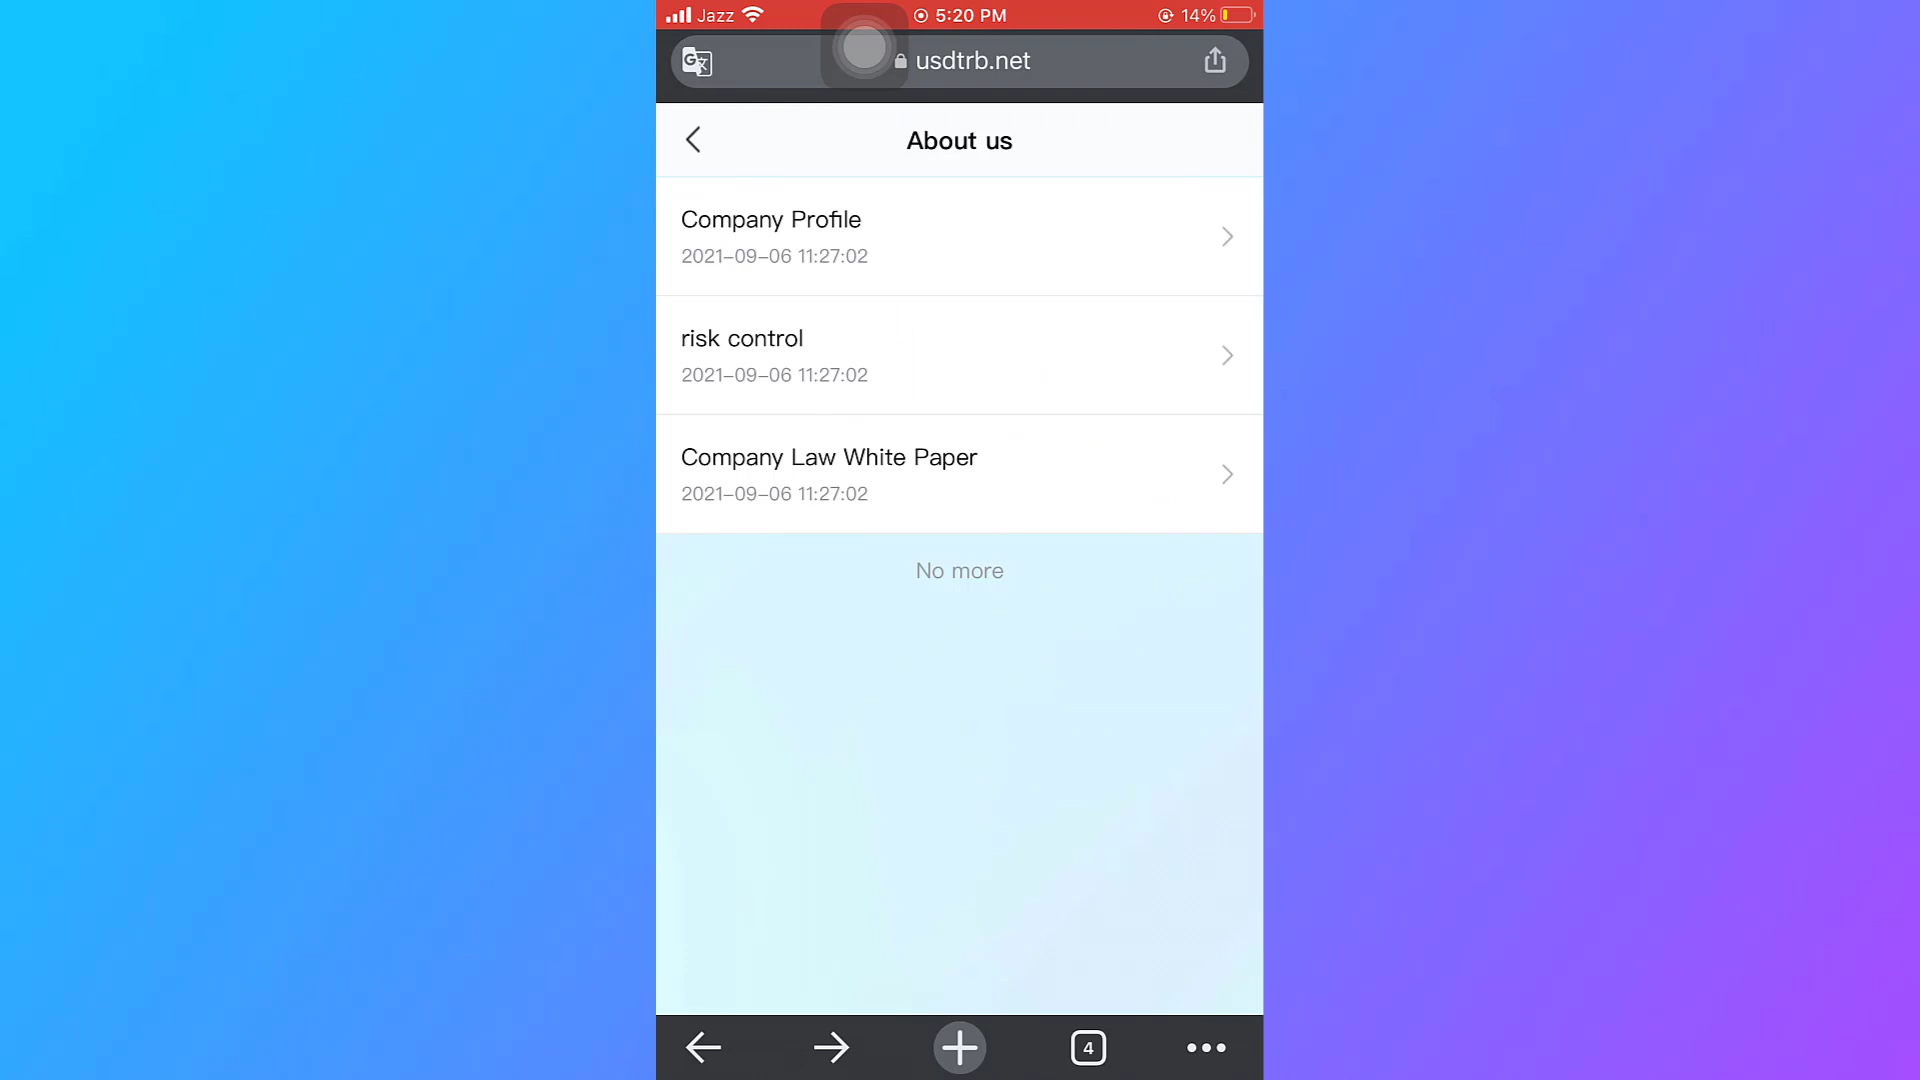 Jazz 5:20 PM 14%
usdtrb.net
About us
Company Profile
2021-09-06 11:27:02
risk control
2021-09-06 11:27:02
Company Law White Paper
2021-09-06 11:27:02
No more
4